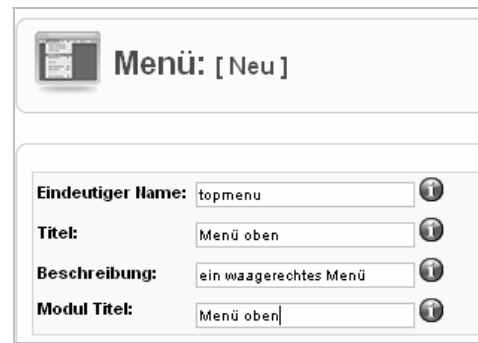 Menü: [ Neu ]
Eindeutiger Name: topmenu
Titel: Menü oben
Beschreibung: ein waagerechtes Menü
Modul Titel: Menü oben